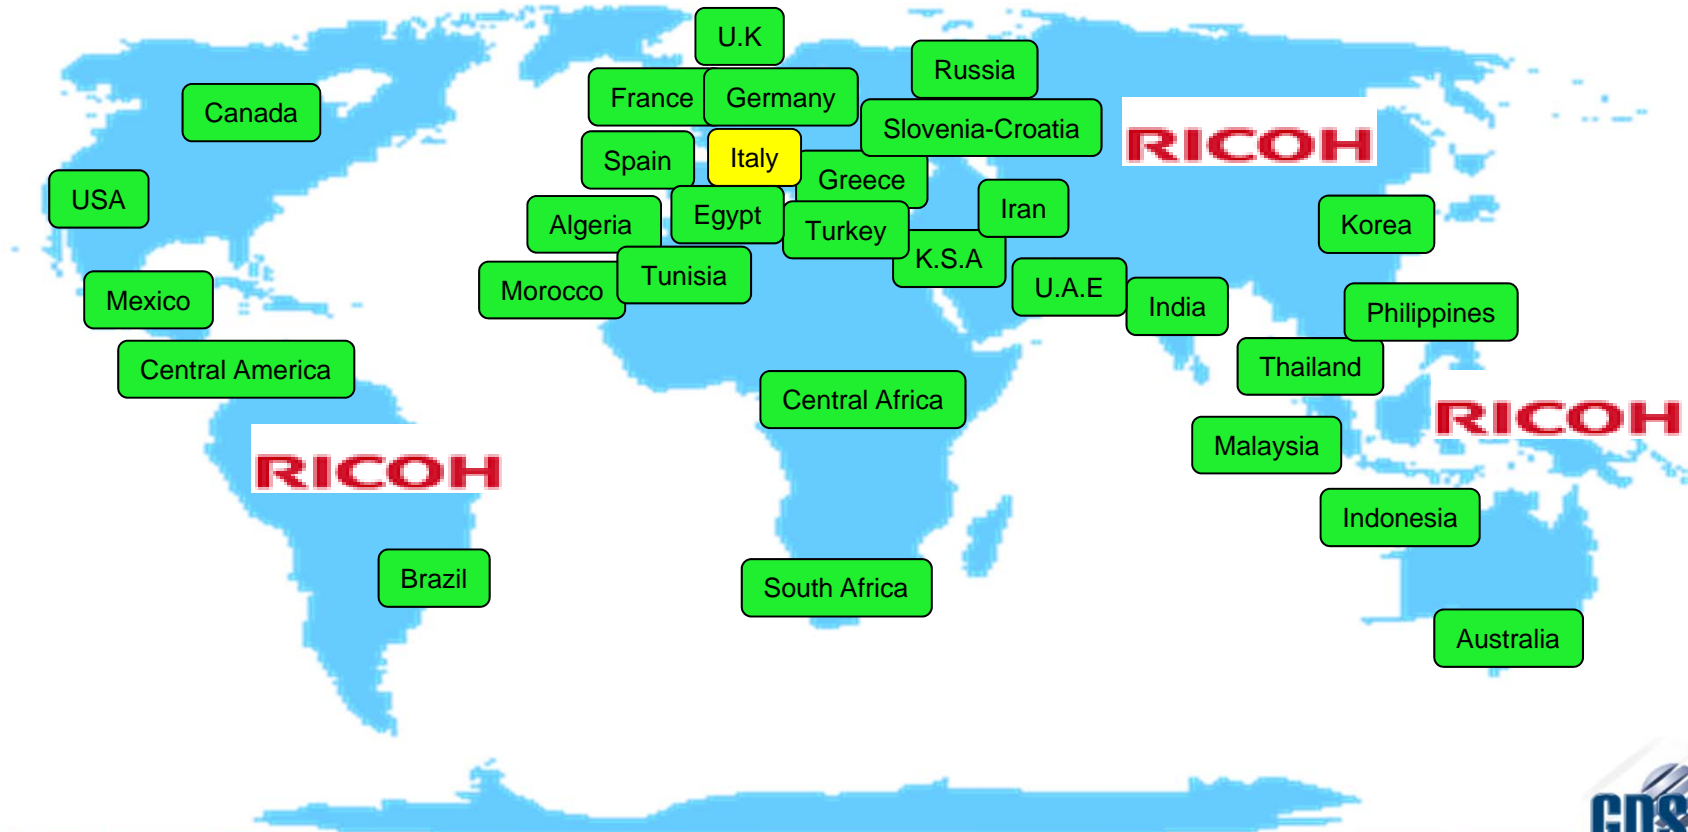 U.K
Russia
France
Germany
Canada
Slovenia-Croatia
RICOH
Spain
Italy
Greece
USA
Iran
Algeria
Egypt
Turkey
Korea
K.S.A
Morocco
Tunisia
U.A.E
India
Mexico
Philippines
Central America
Thailand
Central Africa
RICOH
Malaysia
RICOH
Indonesia
Brazil
South Africa
Australia